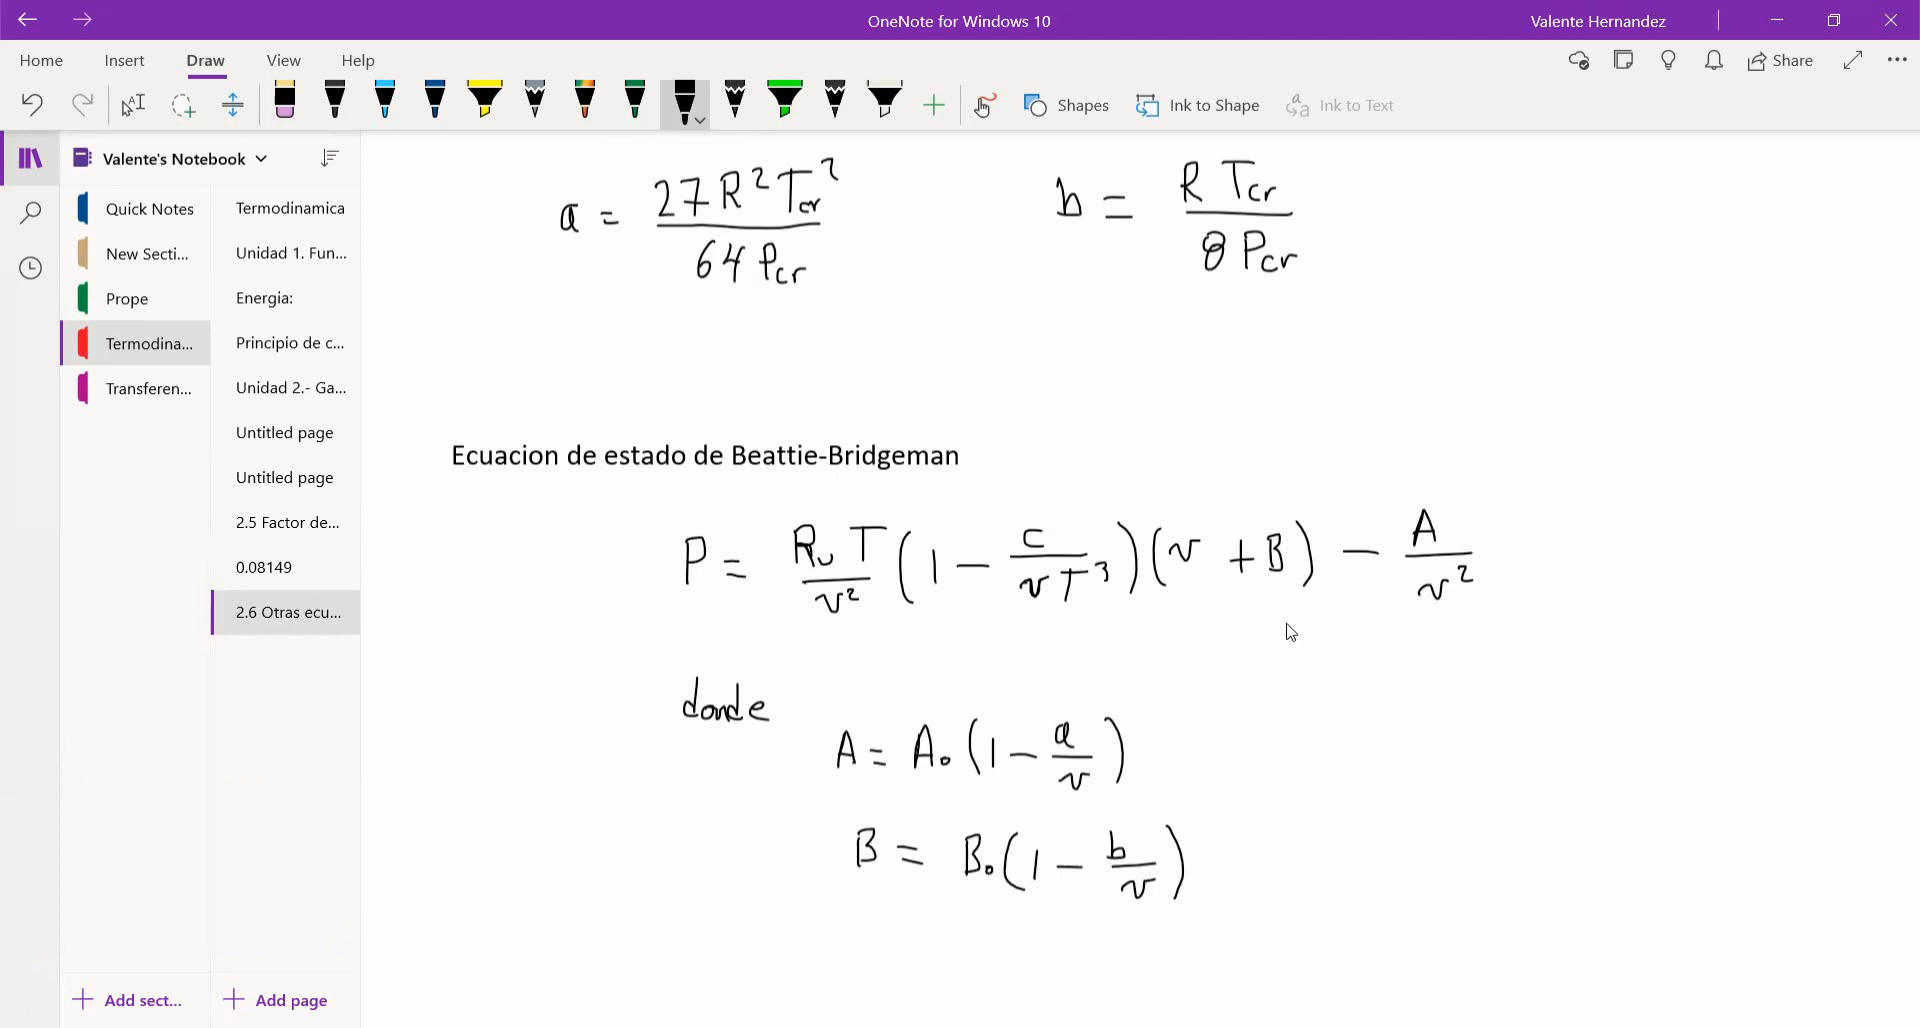 OneNote for Windows 10
Valente Hernandez
Home Insert Draw View Help
Share
Shapes Ink to Shape Ink to Text
Valente's Notebook
Quick Notes
New Secti...
Prope
Termodina...
Transferen...
Termodinamica
Unidad 1. Fun...
Energia:
Principio de c...
Unidad 2.- Ga...
Untitled page
Untitled page
2.5 Factor de...
0.08149
2.6 Otras ecu...
Add sect...
Add page
a = 27 R² Tcr² / 64 Pcr
b = R Tcr / 8 Pcr
Ecuacion de estado de Beattie-Bridgeman
P = Ru T / v² (1 - c / v T³)(v + B) - A / v²
donde
A = A₀ (1 - a / v)
B = B₀ (1 - b / v)